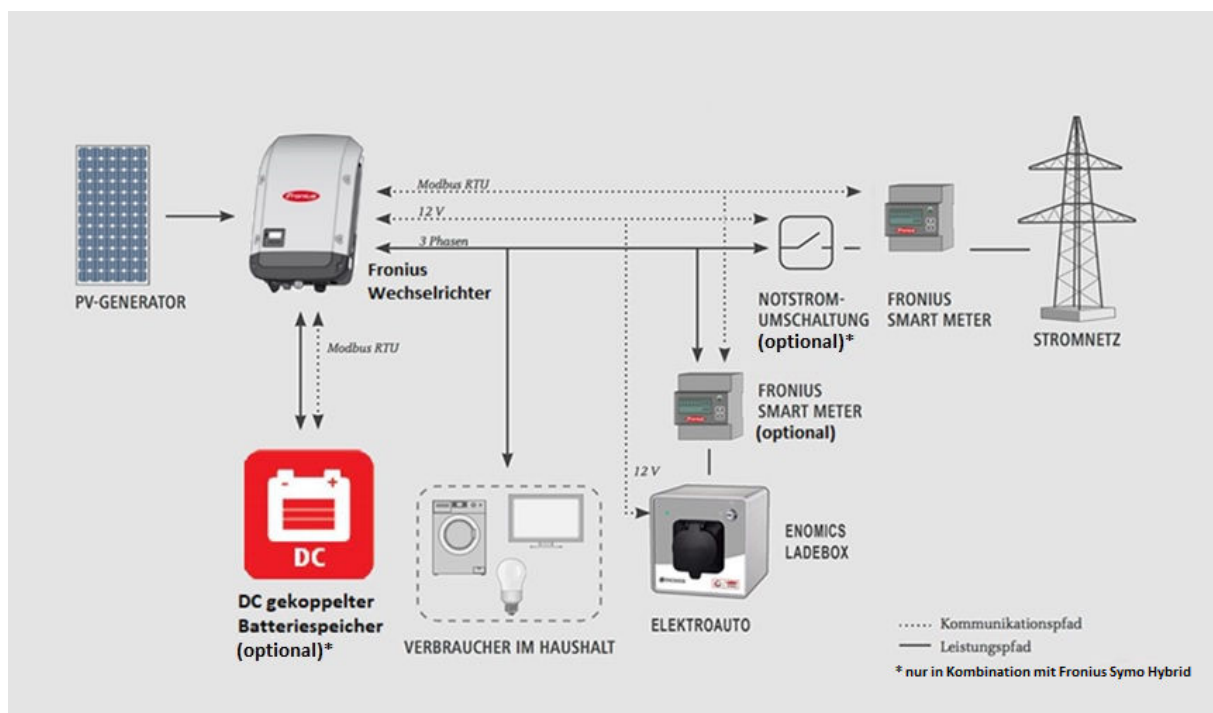 Modbus RTU
12 V
3 Phasen
Fronius
PV-GENERATOR
Fronius
Wechselrichter
NOTSTROM-
UMSCHALTUNG
(optional)*
FRONIUS
SMART METER
STROMNETZ
Modbus RTU
FRONIUS
SMART METER
(optional)
12 V
DC
ENOMICS
LADEBOX
DC gekoppelter
Batteriespeicher
(optional)*
VERBRAUCHER IM HAUSHALT
ELEKTROAUTO
Kommunikationspfad
Leistungspfad
* nur in Kombination mit Fronius Symo Hybrid